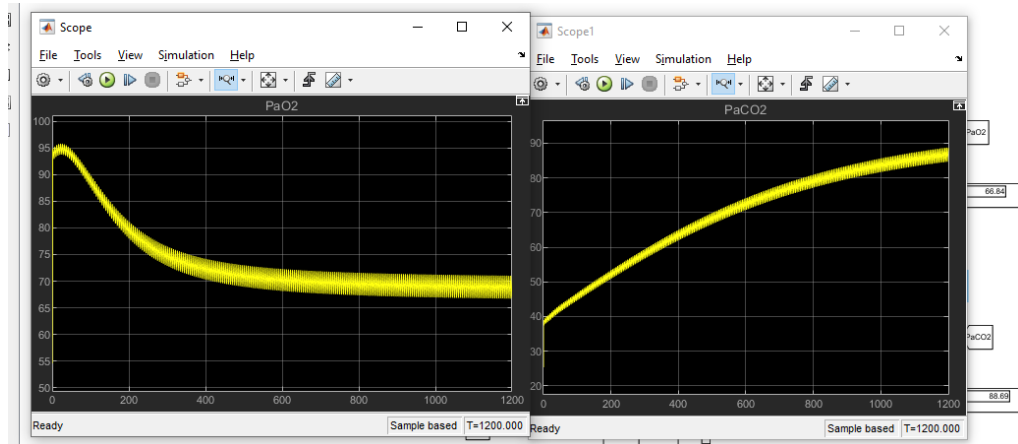 Scope
File Tools View Simulation Help
PaO2
100
95
90
85
80
75
70
65
60
55
50
0 200 400 600 800 1000 1200
Ready Sample based T=1200.000
Scope1
File Tools View Simulation Help
PaCO2
90
80
70
60
50
40
30
20
0 200 400 600 800 1000 1200
Ready Sample based T=1200.000
PaO2
66.84
PaCO2
88.69